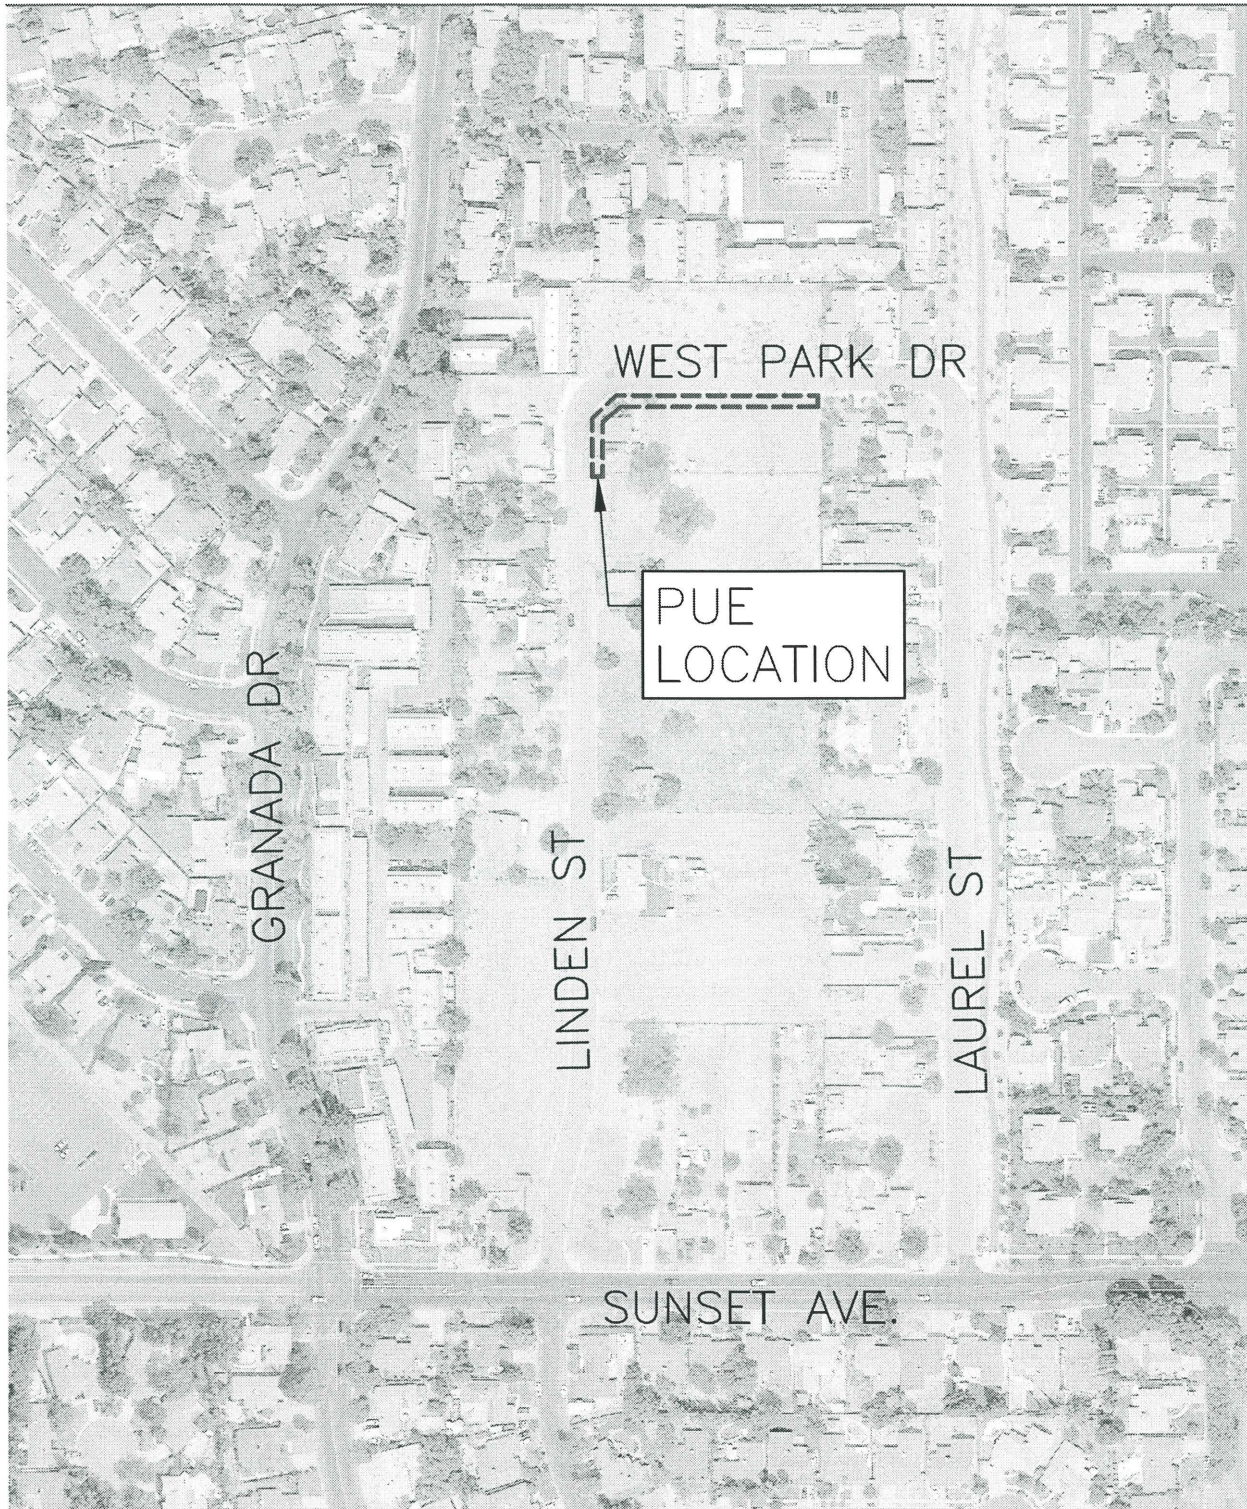 WEST PARK DR
PUE
LOCATION
GRANADA DR
LINDEN ST
LAUREL ST
SUNSET AVE.